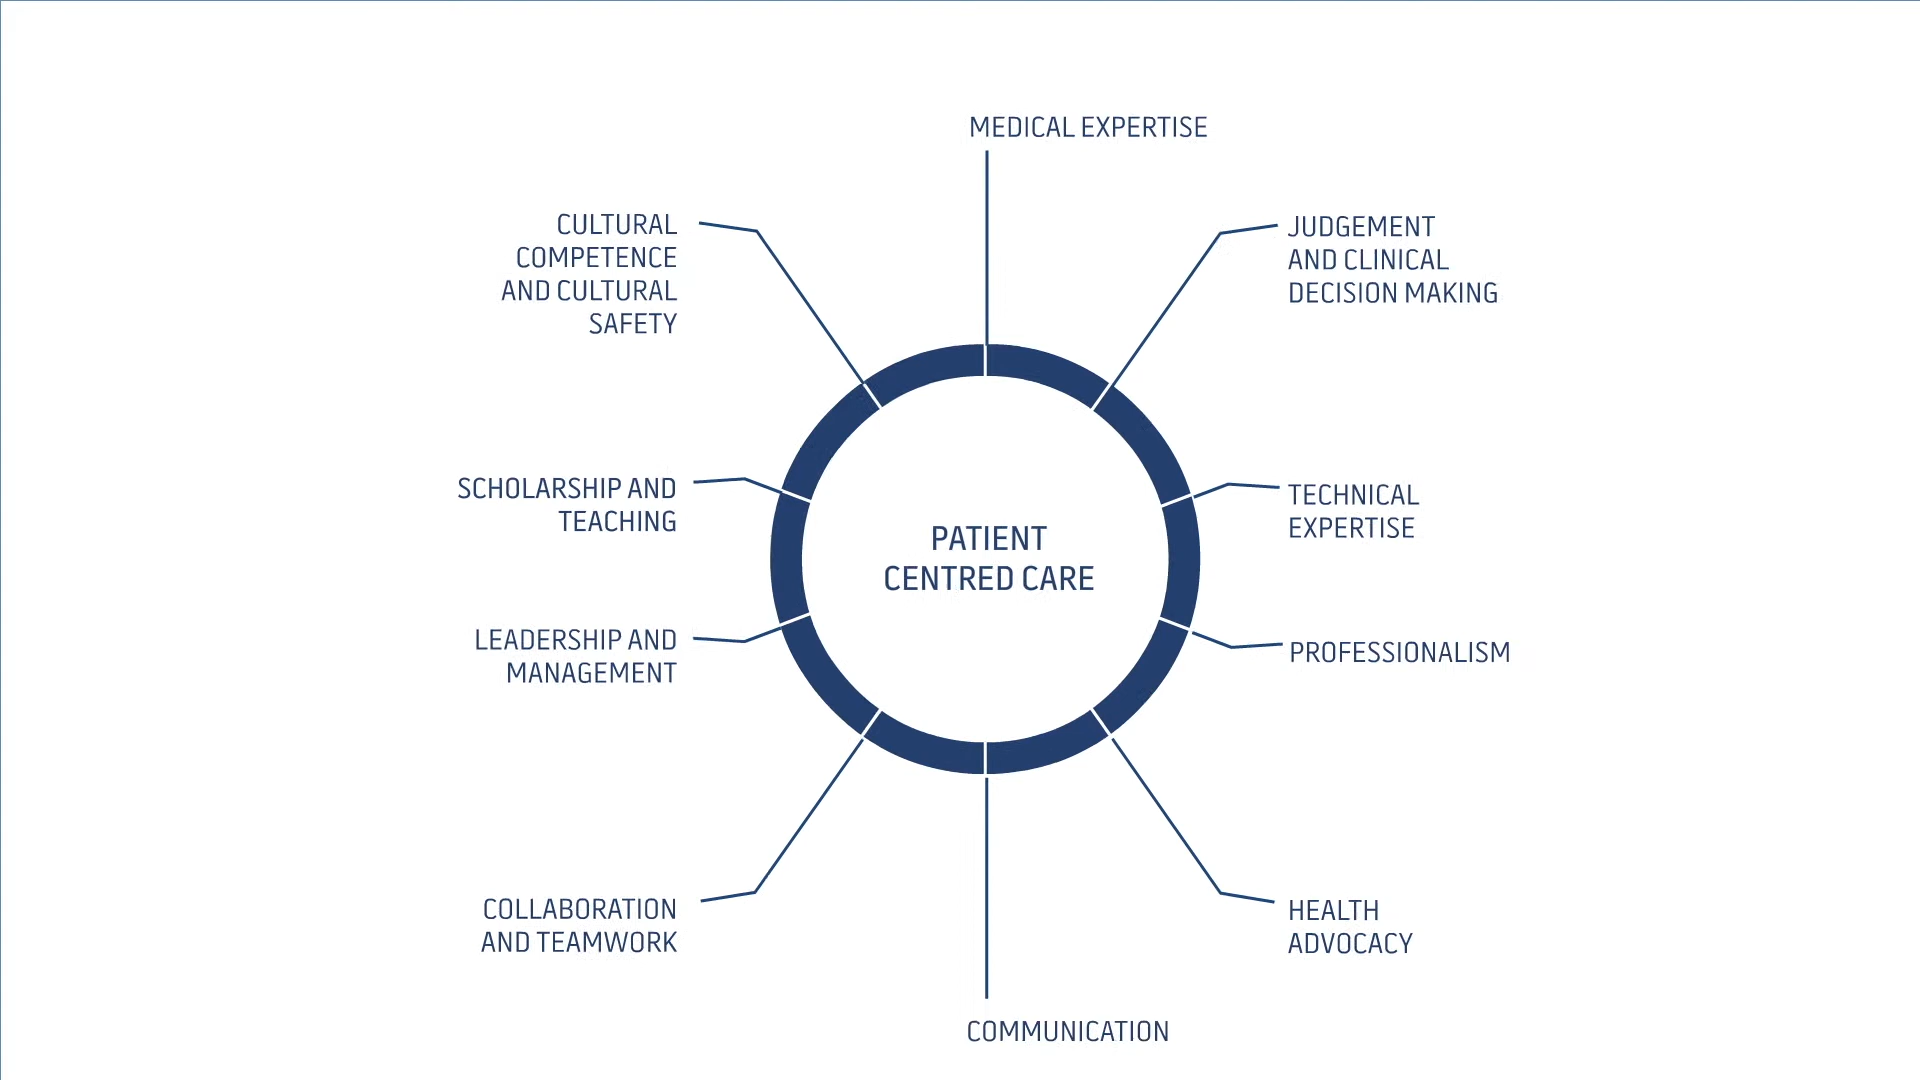 MEDICAL EXPERTISE
JUDGEMENT
AND CLINICAL
DECISION MAKING
TECHNICAL
EXPERTISE
PROFESSIONALISM
HEALTH
ADVOCACY
COMMUNICATION
COLLABORATION
AND TEAMWORK
LEADERSHIP AND
MANAGEMENT
SCHOLARSHIP AND
TEACHING
CULTURAL
COMPETENCE
AND CULTURAL
SAFETY
PATIENT
CENTRED CARE